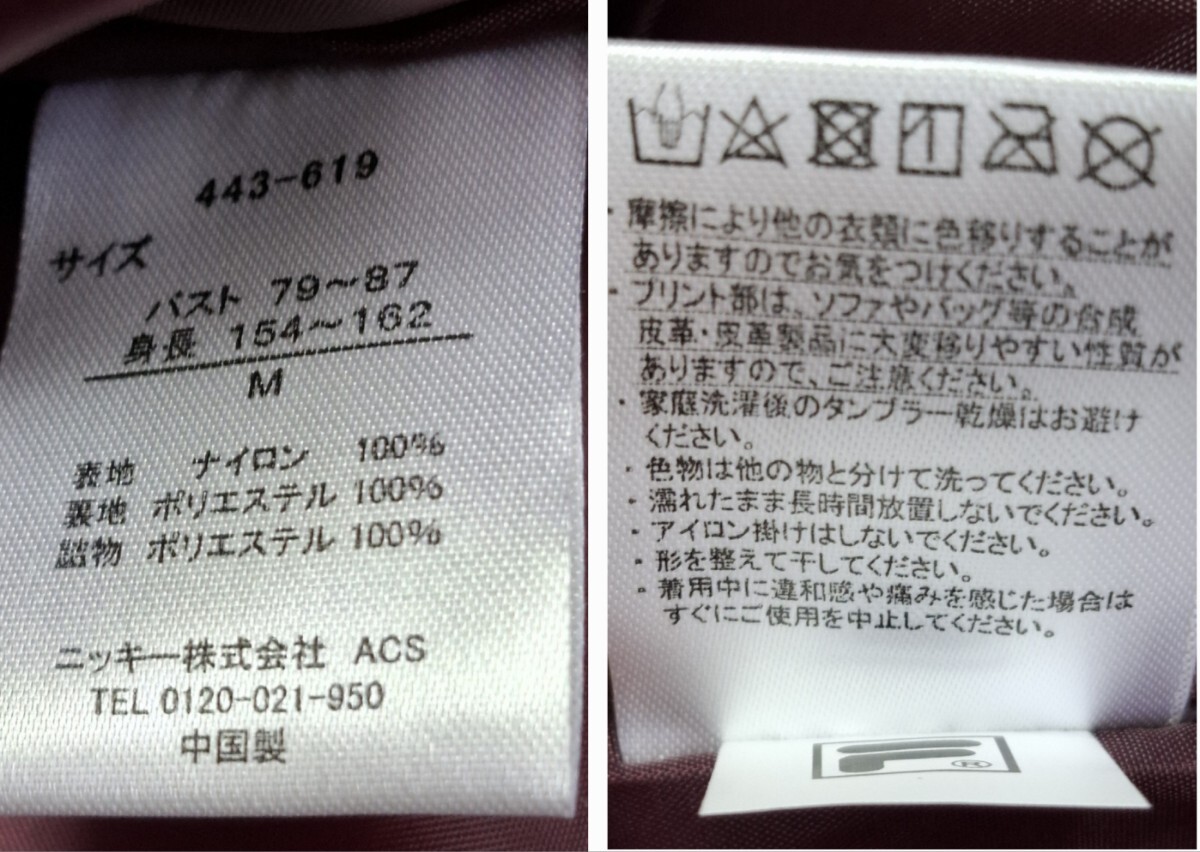 443-619
サイズ
バスト 79～87
身長 154～162
M
表地 ナイロン 100%
裏地 ポリエステル 100%
詰物 ポリエステル 100%
ニッキー株式会社 ACS
TEL 0120-021-950
中国製
・摩擦により他の衣類に色移りすることが
ありますのでお気をつけください。
・プリント部は、ソファやバッグ等の合成
皮革・皮革製品に大変移りやすい性質が
ありますので、ご注意ください。
・家庭洗濯後のタンブラー乾燥はお避け
ください。
・色物は他の物と分けて洗ってください。
・濡れたまま長時間放置しないでください。
・アイロン掛けはしないでください。
・形を整えて干してください。
・着用中に違和感や痛みを感じた場合は
すぐにご使用を中止してください。
F®